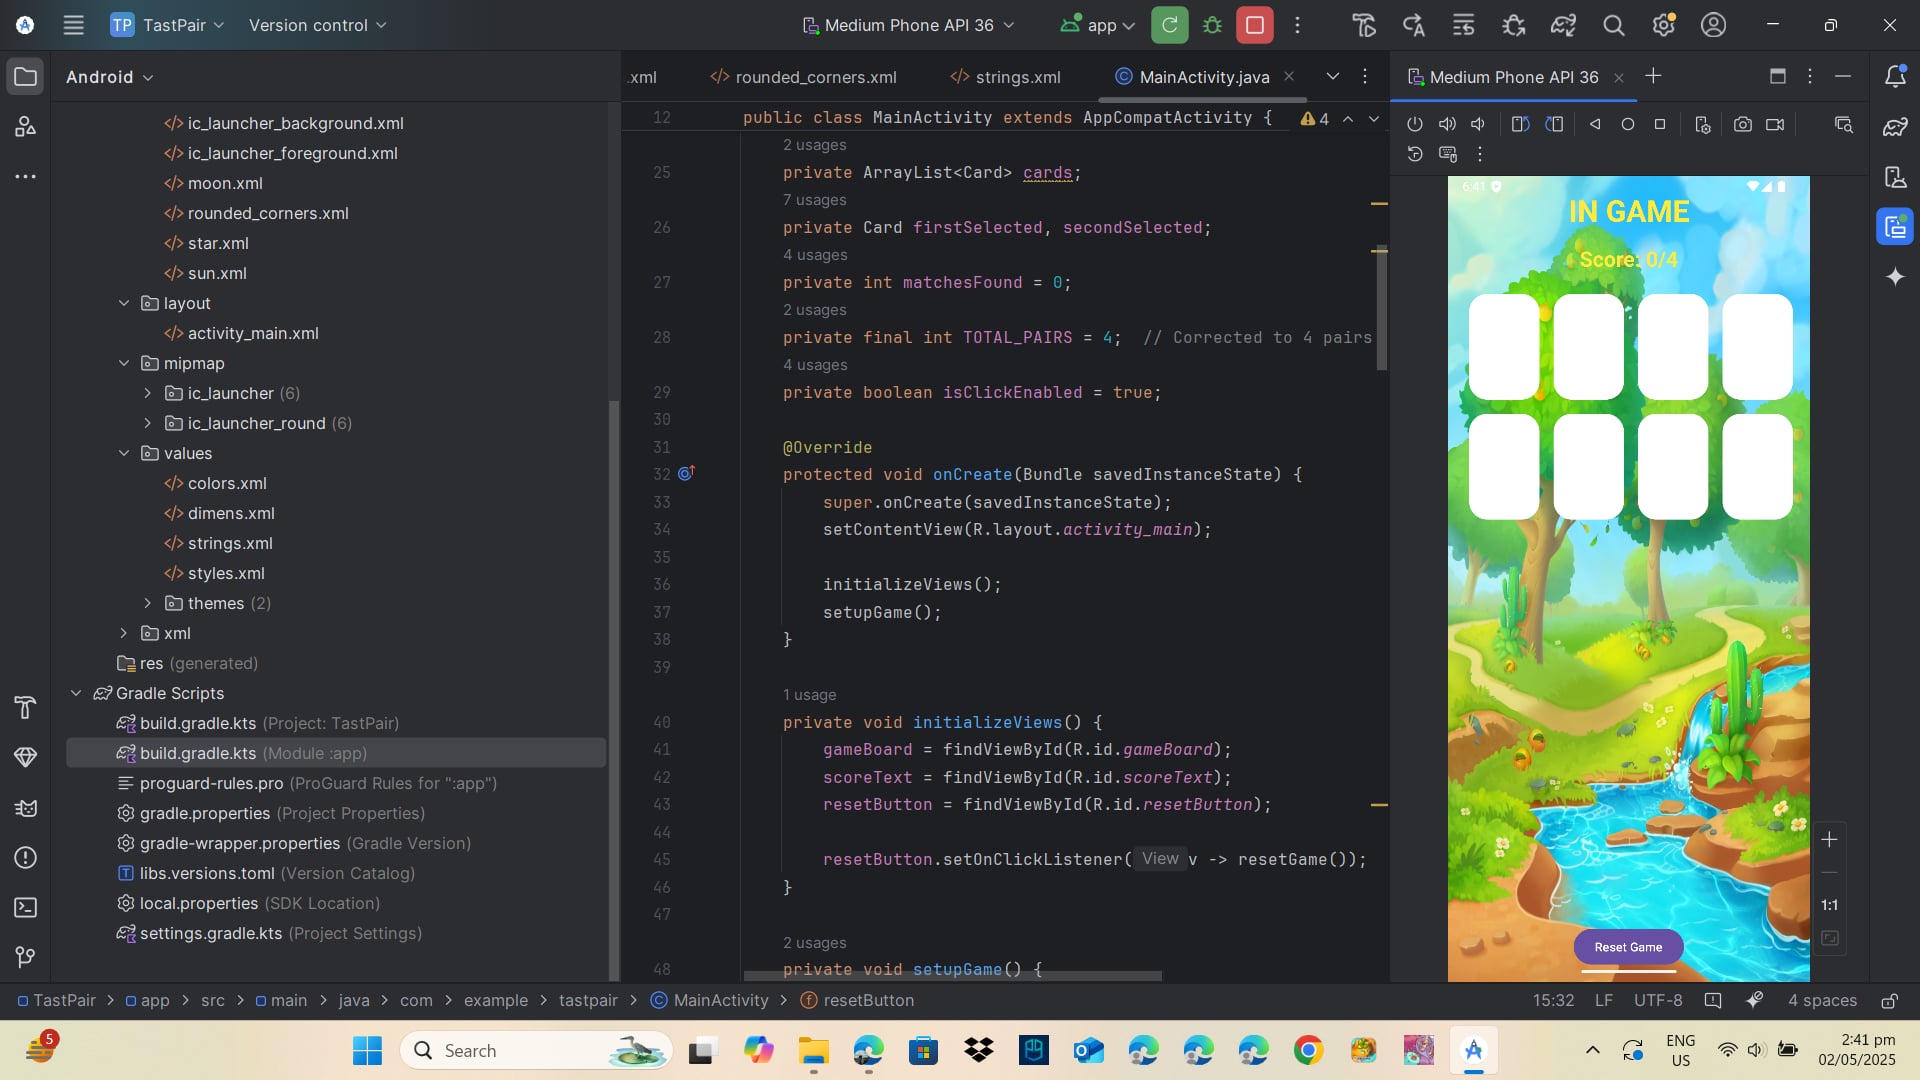 TP TastPair Version control Medium Phone API 36 app
Android
ic_launcher_background.xml
ic_launcher_foreground.xml
moon.xml
rounded_corners.xml
star.xml
sun.xml
layout
activity_main.xml
mipmap
ic_launcher (6)
ic_launcher_round (6)
values
colors.xml
dimens.xml
strings.xml
styles.xml
themes (2)
xml
res (generated)
Gradle Scripts
build.gradle.kts (Project: TastPair)
build.gradle.kts (Module :app)
proguard-rules.pro (ProGuard Rules for ":app")
gradle.properties (Project Properties)
gradle-wrapper.properties (Gradle Version)
libs.versions.toml (Version Catalog)
local.properties (SDK Location)
settings.gradle.kts (Project Settings)
.xml rounded_corners.xml strings.xml MainActivity.java
12 public class MainActivity extends AppCompatActivity { 4
2 usages
25 private ArrayList<Card> cards;
7 usages
26 private Card firstSelected, secondSelected;
4 usages
27 private int matchesFound = 0;
2 usages
28 private final int TOTAL_PAIRS = 4; // Corrected to 4 pairs
4 usages
29 private boolean isClickEnabled = true;
30
31 @Override
32 protected void onCreate(Bundle savedInstanceState) {
33 super.onCreate(savedInstanceState);
34 setContentView(R.layout.activity_main);
35
36 initializeViews();
37 setupGame();
38 }
39
1 usage
40 private void initializeViews() {
41 gameBoard = findViewById(R.id.gameBoard);
42 scoreText = findViewById(R.id.scoreText);
43 resetButton = findViewById(R.id.resetButton);
44
45 resetButton.setOnClickListener( View v -> resetGame());
46 }
47
2 usages
48 private void setupGame() {
Medium Phone API 36
6:41
IN GAME
Score: 0/4
Reset Game
1:1
TastPair > app > src > main > java > com > example > tastpair > MainActivity > resetButton
15:32 LF UTF-8 4 spaces
5 Search
ENG
US
2:41 pm
02/05/2025